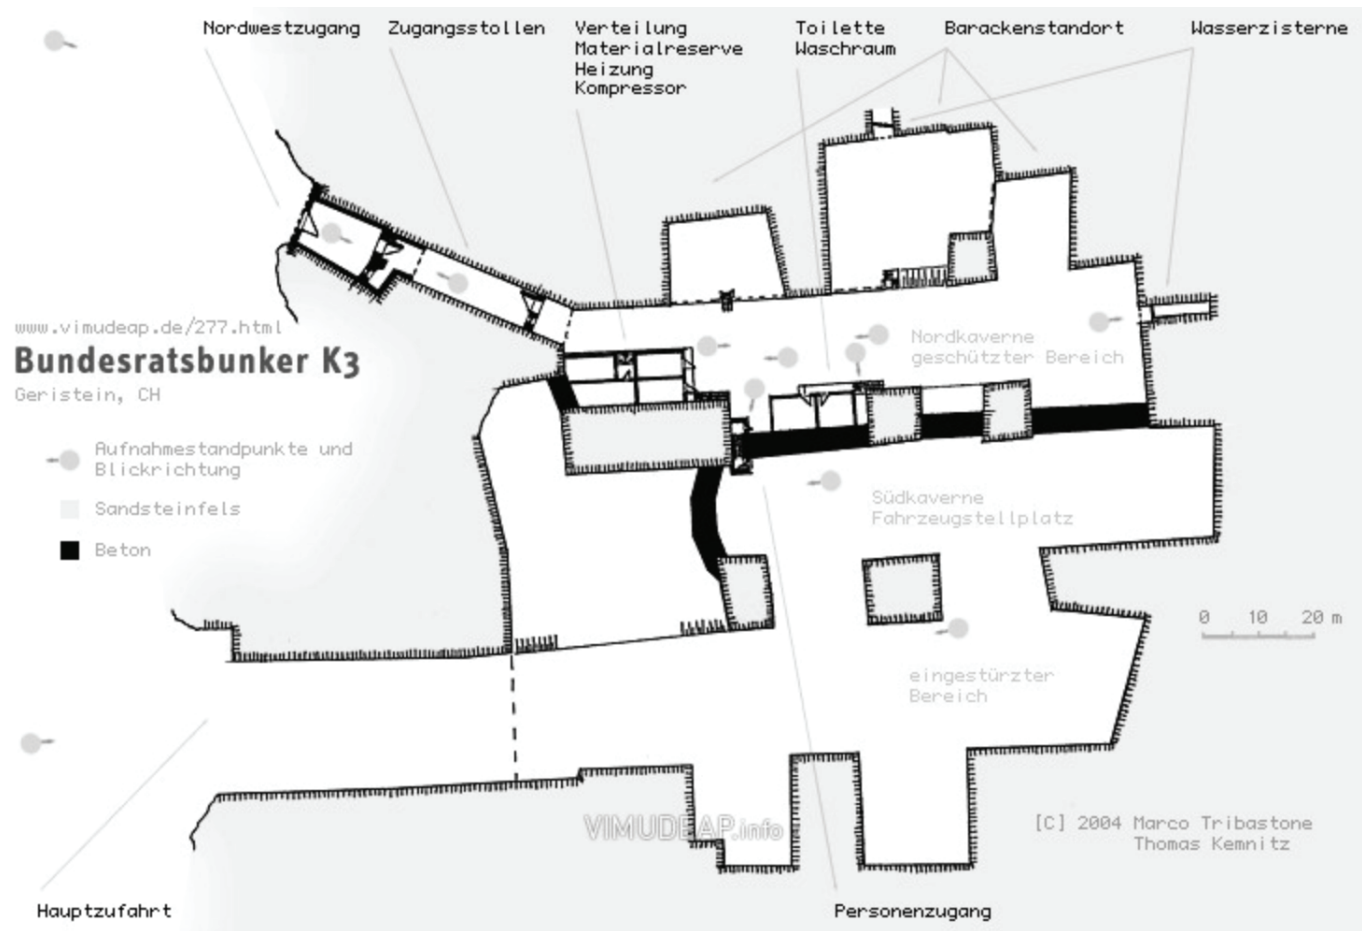 Nordwestzugang
Zugangsstollen
Verteilung
Materialreserve
Heizung
Kompressor
Toilette
Waschraum
Barackenstandort
Wasserzisterne
www.vimudeap.de/277.html
Bundesratsbunker K3
Geristein, CH
Aufnahmestandpunkte und
Blickrichtung
Sandsteinfels
Beton
Nordkaverne
geschützter Bereich
Südkaverne
Fahrzeugstellplatz
0 10 20 m
eingestürzter
Bereich
VIMUDEAP.info
[C] 2004 Marco Tribastone
Thomas Kemnitz
Hauptzufahrt
Personenzugang